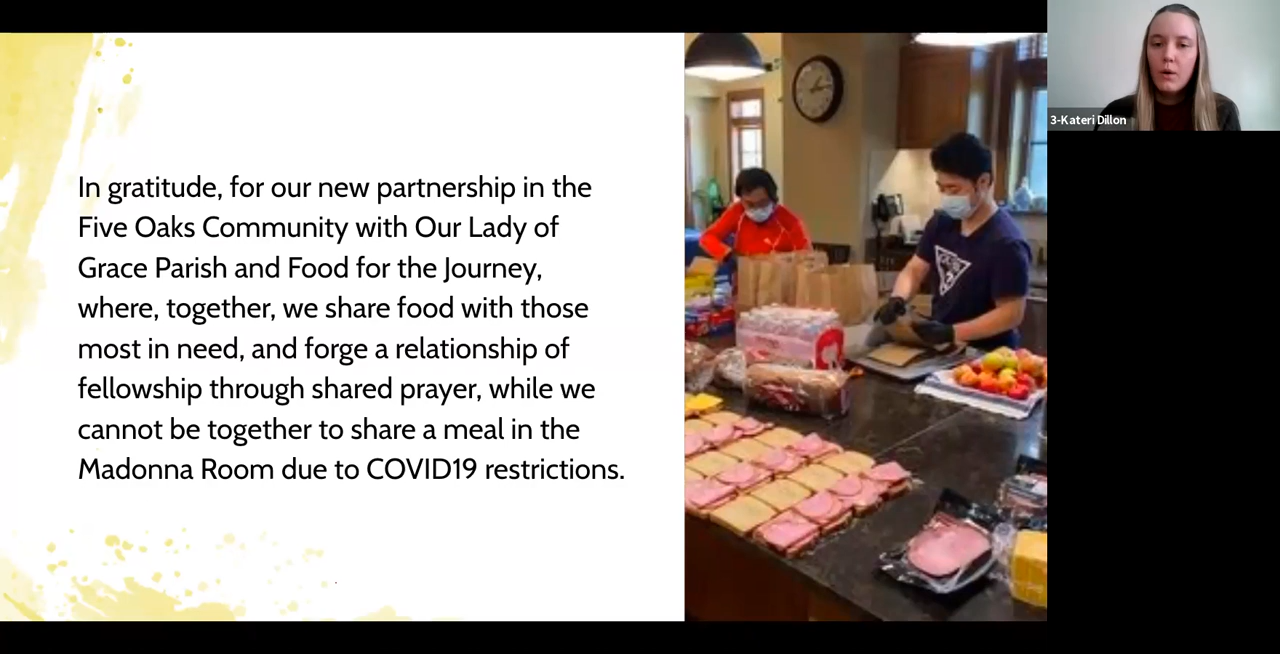 In gratitude, for our new partnership in the
Five Oaks Community with Our Lady of
Grace Parish and Food for the Journey,
where, together, we share food with those
most in need, and forge a relationship of
fellowship through shared prayer, while we
cannot be together to share a meal in the
Madonna Room due to COVID19 restrictions.
3-Kateri Dillon